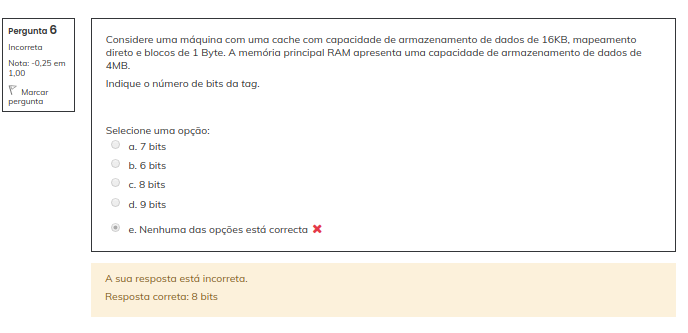 Pergunta 6
Incorreta
Nota: -0,25 em
1,00
Marcar
pergunta
Considere uma máquina com uma cache com capacidade de armazenamento de dados de 16KB, mapeamento
direto e blocos de 1 Byte. A memória principal RAM apresenta uma capacidade de armazenamento de dados de
4MB.
Indique o número de bits da tag.
Selecione uma opção:
a. 7 bits
b. 6 bits
c. 8 bits
d. 9 bits
e. Nenhuma das opções está correcta
A sua resposta está incorreta.
Resposta correta: 8 bits